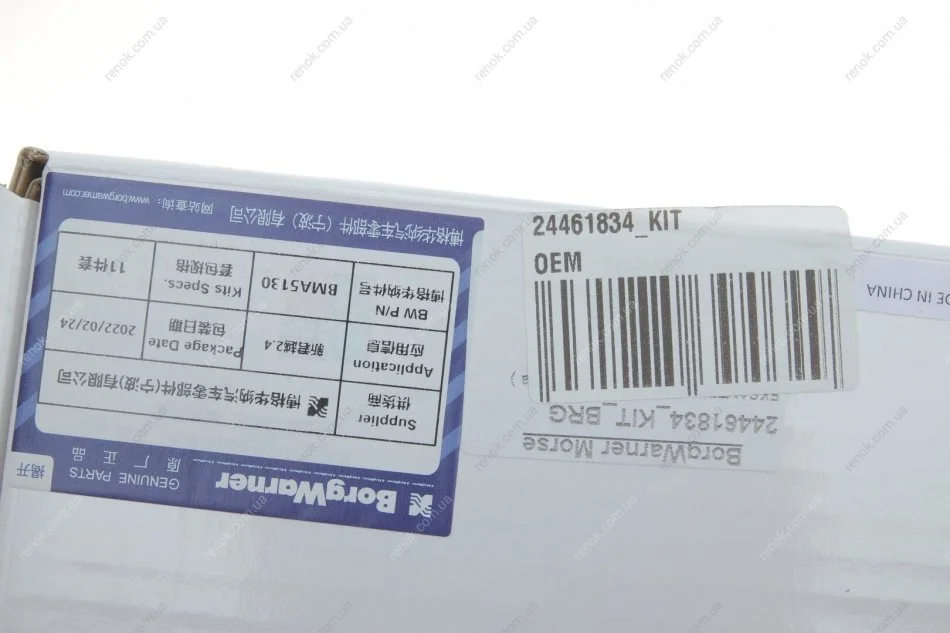 BorgWarner
GENUINE PARTS
原厂正品
揭开
Supplier
供货商
博格华纳汽车零部件(宁波)有限公司
Application
应用信息
新君越2.4
Package Date
包装日期
2022/02/24
BW P/N
博格华纳件号
BMA5130
Kits Specs.
套包规格
11件套
博格华纳汽车零部件（宁波）有限公司
网站查询：www.borgwarner.com
24461834_KIT
OEM
BorgWarner Morse
24461834_KIT_BRG
IN CHINA
renok.com.ua